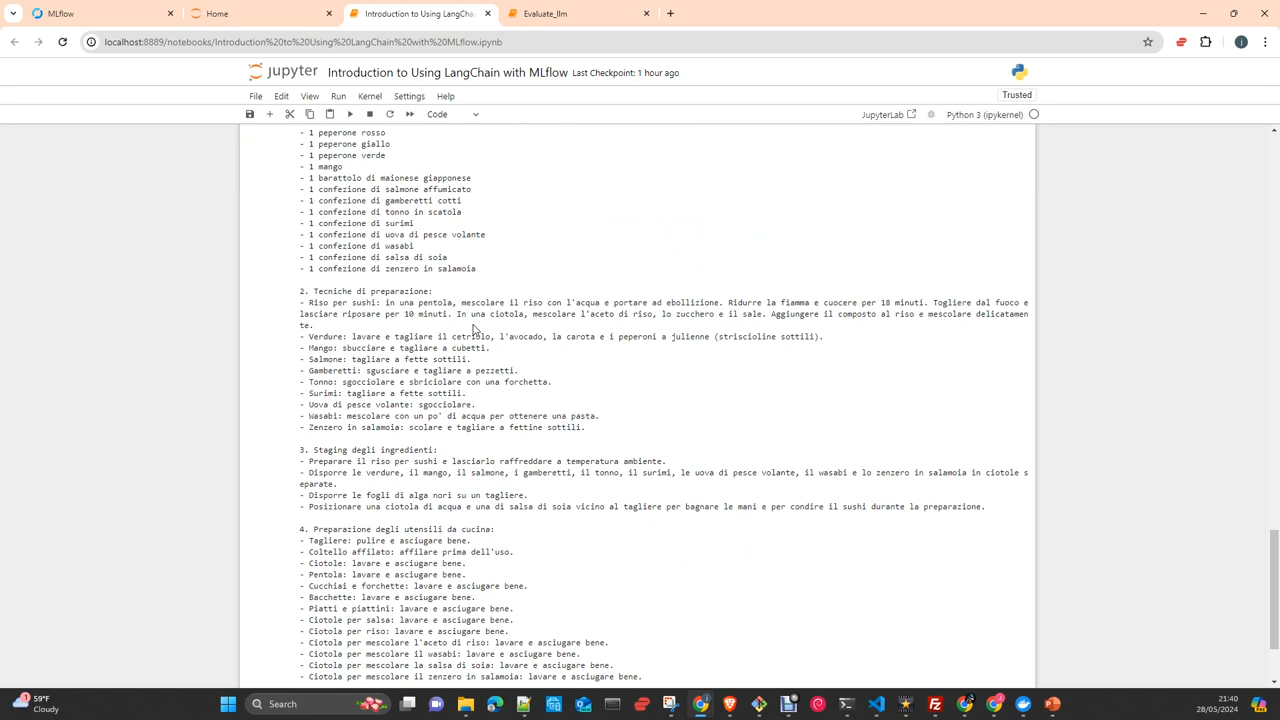 MLflow
Home
Introduction to Using LangChai
Evaluate_llm
localhost:8889/notebooks/Introduction%20to%20Using%20LangChain%20with%20MLflow.ipynb
jupyter
Introduction to Using LangChain with MLflow Last Checkpoint: 1 hour ago
File Edit View Run Kernel Settings Help
Trusted
Code
JupyterLab
Python 3 (ipykernel)
- 1 peperone rosso
- 1 peperone giallo
- 1 peperone verde
- 1 mango
- 1 barattolo di maionese giapponese
- 1 confezione di salmone affumicato
- 1 confezione di gamberetti cotti
- 1 confezione di tonno in scatola
- 1 confezione di surimi
- 1 confezione di uova di pesce volante
- 1 confezione di wasabi
- 1 confezione di salsa di soia
- 1 confezione di zenzero in salamoia
2. Tecniche di preparazione:
- Riso per sushi: in una pentola, mescolare il riso con l'acqua e portare ad ebollizione. Ridurre la fiamma e cuocere per 18 minuti. Togliere dal fuoco e
lasciare riposare per 10 minuti. In una ciotola, mescolare l'aceto di riso, lo zucchero e il sale. Aggiungere il composto al riso e mescolare delicatamen
te.
- Verdure: lavare e tagliare il cetriolo, l'avocado, la carota e i peperoni a julienne (striscioline sottili).
- Mango: sbucciare e tagliare a cubetti.
- Salmone: tagliare a fette sottili.
- Gamberetti: sgusciare e tagliare a pezzetti.
- Tonno: sgocciolare e sbriciolare con una forchetta.
- Surimi: tagliare a fette sottili.
- Uova di pesce volante: sgocciolare.
- Wasabi: mescolare con un po' di acqua per ottenere una pasta.
- Zenzero in salamoia: scolare e tagliare a fettine sottili.
3. Staging degli ingredienti:
- Preparare il riso per sushi e lasciarlo raffreddare a temperatura ambiente.
- Disporre le verdure, il mango, il salmone, i gamberetti, il tonno, il surimi, le uova di pesce volante, il wasabi e lo zenzero in salamoia in ciotole s
eparate.
- Disporre le fogli di alga nori su un tagliere.
- Posizionare una ciotola di acqua e una di salsa di soia vicino al tagliere per bagnare le mani e per condire il sushi durante la preparazione.
4. Preparazione degli utensili da cucina:
- Tagliere: pulire e asciugare bene.
- Coltello affilato: affilare prima dell'uso.
- Ciotole: lavare e asciugare bene.
- Pentola: lavare e asciugare bene.
- Cucchiai e forchette: lavare e asciugare bene.
- Bacchette: lavare e asciugare bene.
- Piatti e piattini: lavare e asciugare bene.
- Ciotole per salsa: lavare e asciugare bene.
- Ciotola per riso: lavare e asciugare bene.
- Ciotola per mescolare l'aceto di riso: lavare e asciugare bene.
- Ciotola per mescolare il wasabi: lavare e asciugare bene.
- Ciotola per mescolare la salsa di soia: lavare e asciugare bene.
- Ciotola per mescolare il zenzero in salamoia: lavare e asciugare bene.
59°F
Cloudy
Search
21:40
28/05/2024